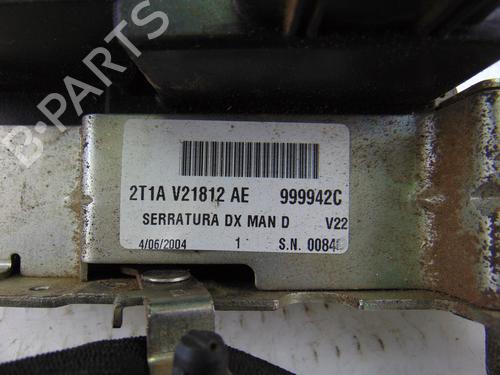 B-PARTS
2T1A V21812 AE 999942C
SERRATURA DX MAN D V22
4/06/2004 1 S.N. 0084